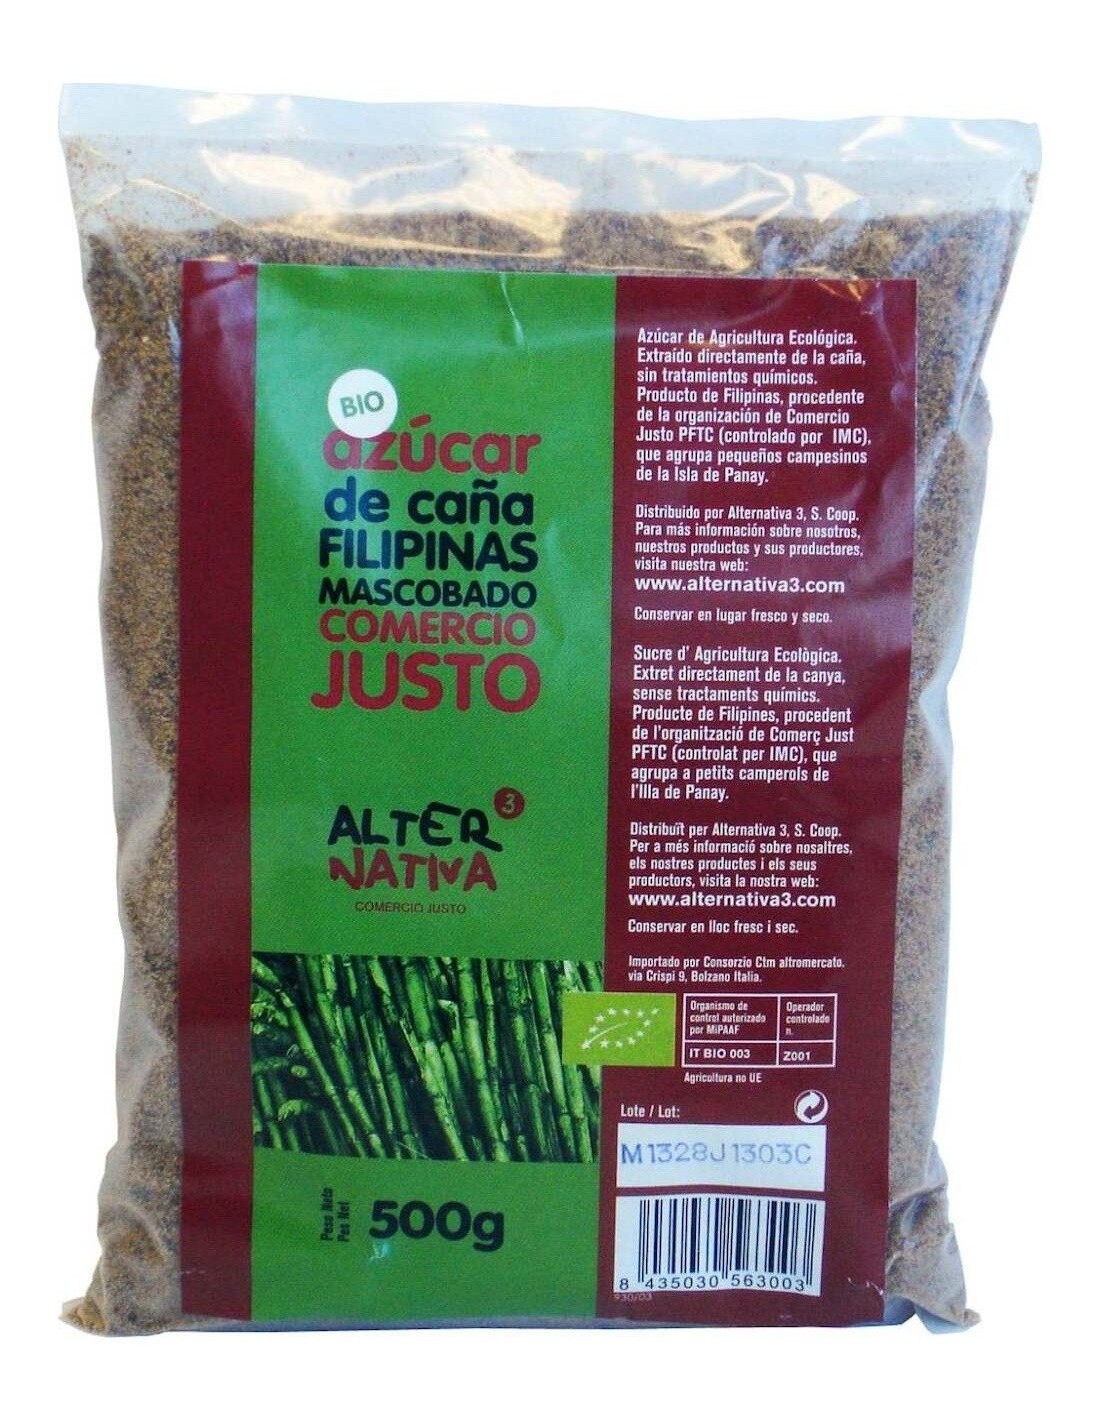 BIO
azúcar
de caña
FILIPINAS
MASCOBADO
COMERCIO
JUSTO
ALTER 3
NATIVA
COMERCIO JUSTO
Peso Neto
Pes Net
500g
Azúcar de Agricultura Ecológica.
Extraído directamente de la caña,
sin tratamientos químicos.
Producto de Filipinas, procedente
de la organización de Comercio
Justo PFTC (controlado por IMC),
que agrupa pequeños campesinos
de la Isla de Panay.
Distribuido por Alternativa 3, S. Coop.
Para más información sobre nosotros,
nuestros productos y sus productores,
visita nuestra web:
www.alternativa3.com
Conservar en lugar fresco y seco.
Sucre d' Agricultura Ecològica.
Extret directament de la canya,
sense tractaments químics.
Producte de Filipines, procedent
de l'organització de Comerç Just
PFTC (controlat per IMC), que
agrupa a petits camperols de
l'Illa de Panay.
Distribuït per Alternativa 3, S. Coop.
Per a més informació sobre nosaltres,
els nostres productes i els seus
productors, visita la nostra web:
www.alternativa3.com
Conservar en lloc fresc i sec.
Importado por Consorzio Ctm altromercato.
via Crispi 9, Bolzano Italia.
Organismo de
control autorizado
por MiPAAF
Operador
controlado
n.
IT BIO 003
Z001
Agricultura no UE
Lote / Lot:
M1328J1303C
8 435030 563003
930/03